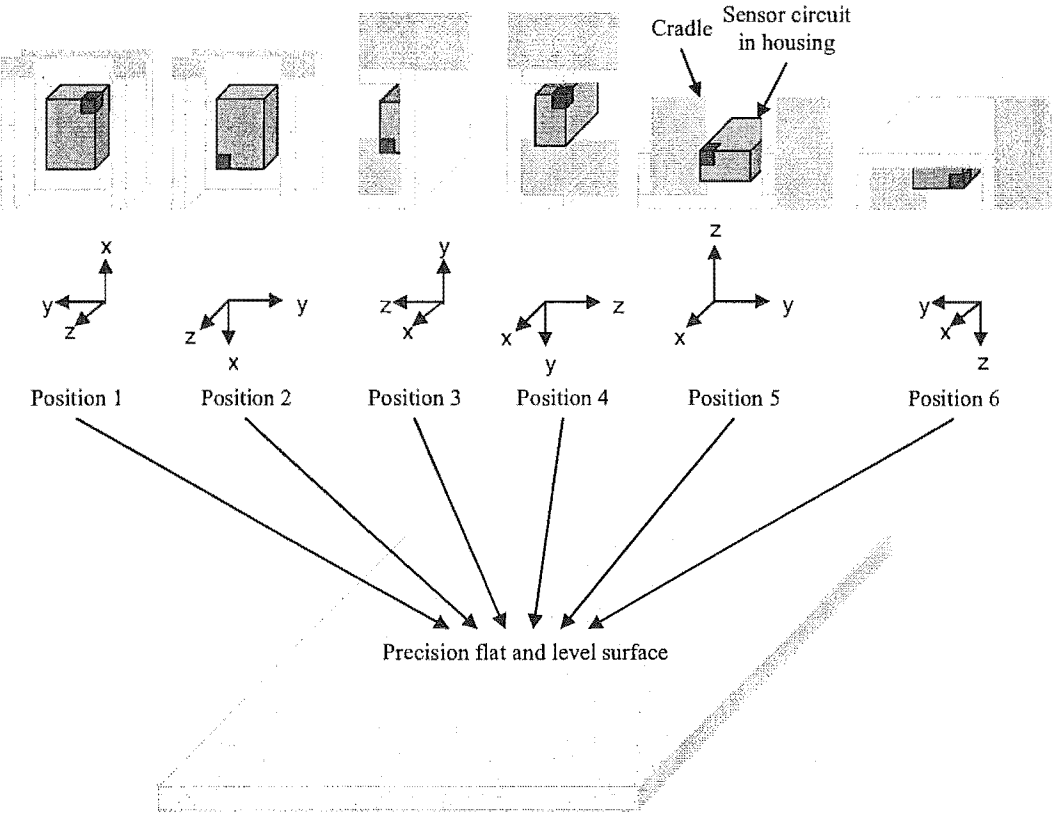 Sensor circuit
in housing
Cradle
x
y
z
y
z
x
y
z
x
z
x
y
z
y
x
y
x
z
Position 1
Position 2
Position 3
Position 4
Position 5
Position 6
Precision flat and level surface